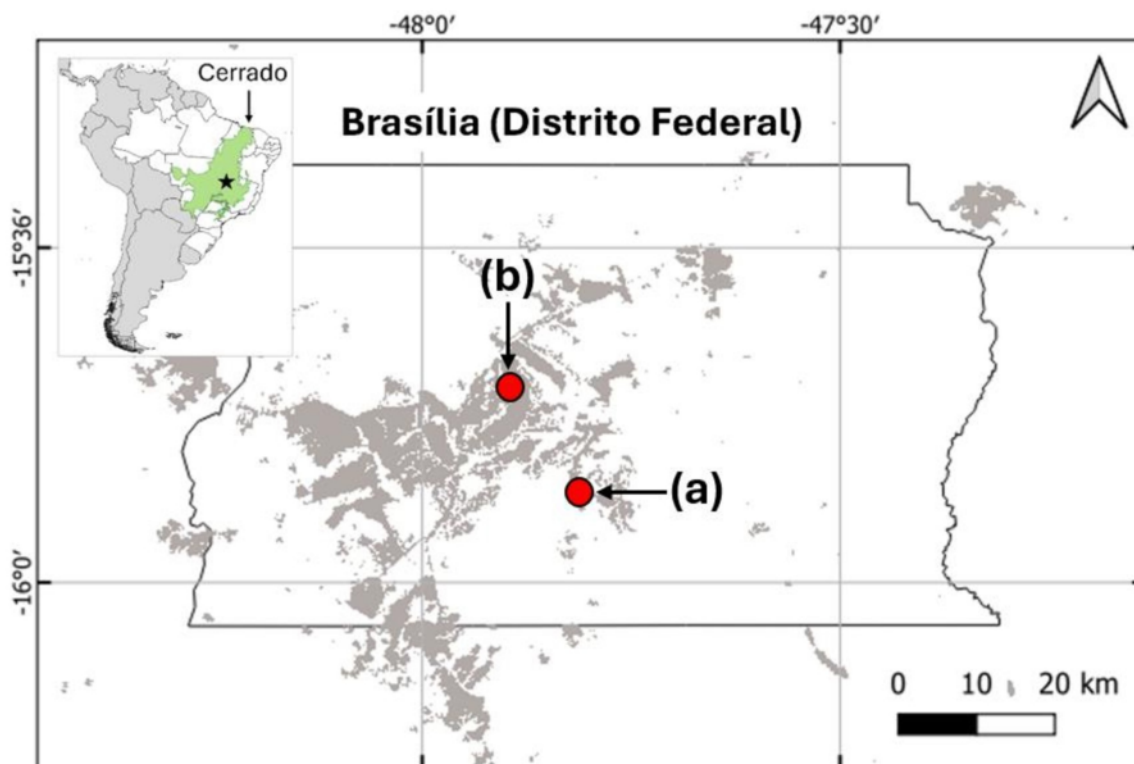 -48°0′ -47°30′
Cerrado
Brasília (Distrito Federal)
-15°36′
(b)
(a)
-16°0′
0 10 20 km